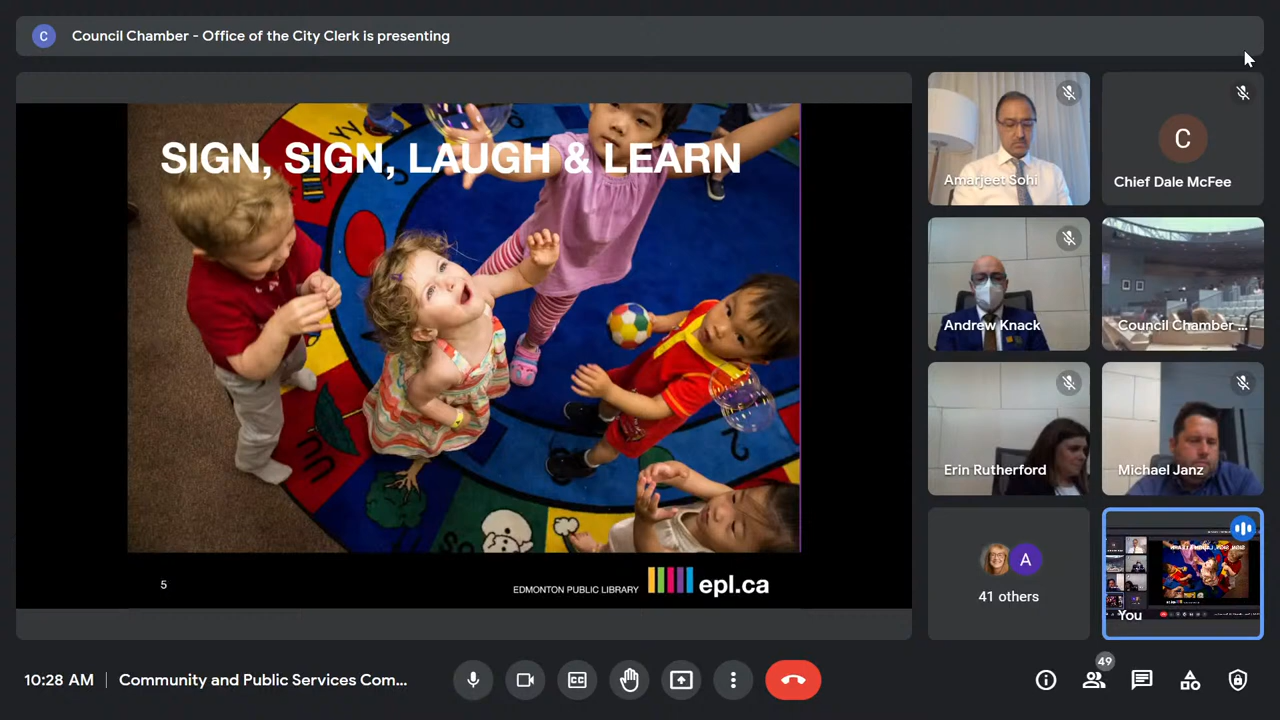 C
Council Chamber - Office of the City Clerk is presenting
SIGN, SIGN, LAUGH & LEARN
5
EDMONTON PUBLIC LIBRARY
epl.ca
Amarjeet Sohi
C
Chief Dale McFee
Andrew Knack
Council Chamber ...
Erin Rutherford
Michael Janz
A
41 others
You
10:28 AM
Community and Public Services Com...
49